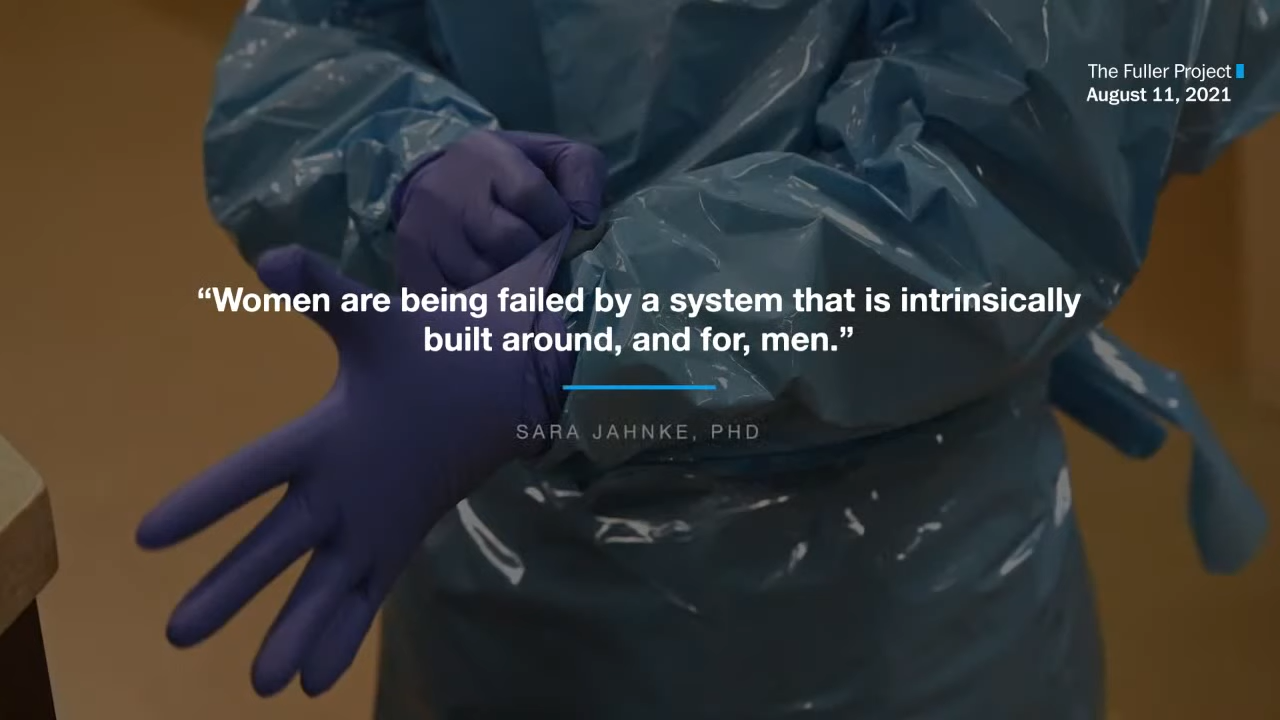 The Fuller Project
August 11, 2021
“Women are being failed by a system that is intrinsically
built around, and for, men.”
SARA JAHNKE, PHD